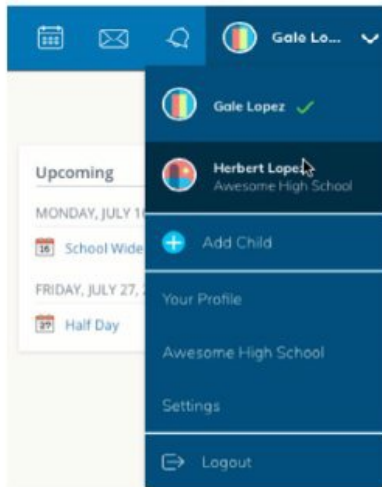 Gale Lo...
Gale Lopez
Herbert Lopez
Awesome High School
Add Child
Your Profile
Awesome High School
Settings
Logout
Upcoming
MONDAY, JULY 16
16 School Wide
FRIDAY, JULY 27,
27 Half Day